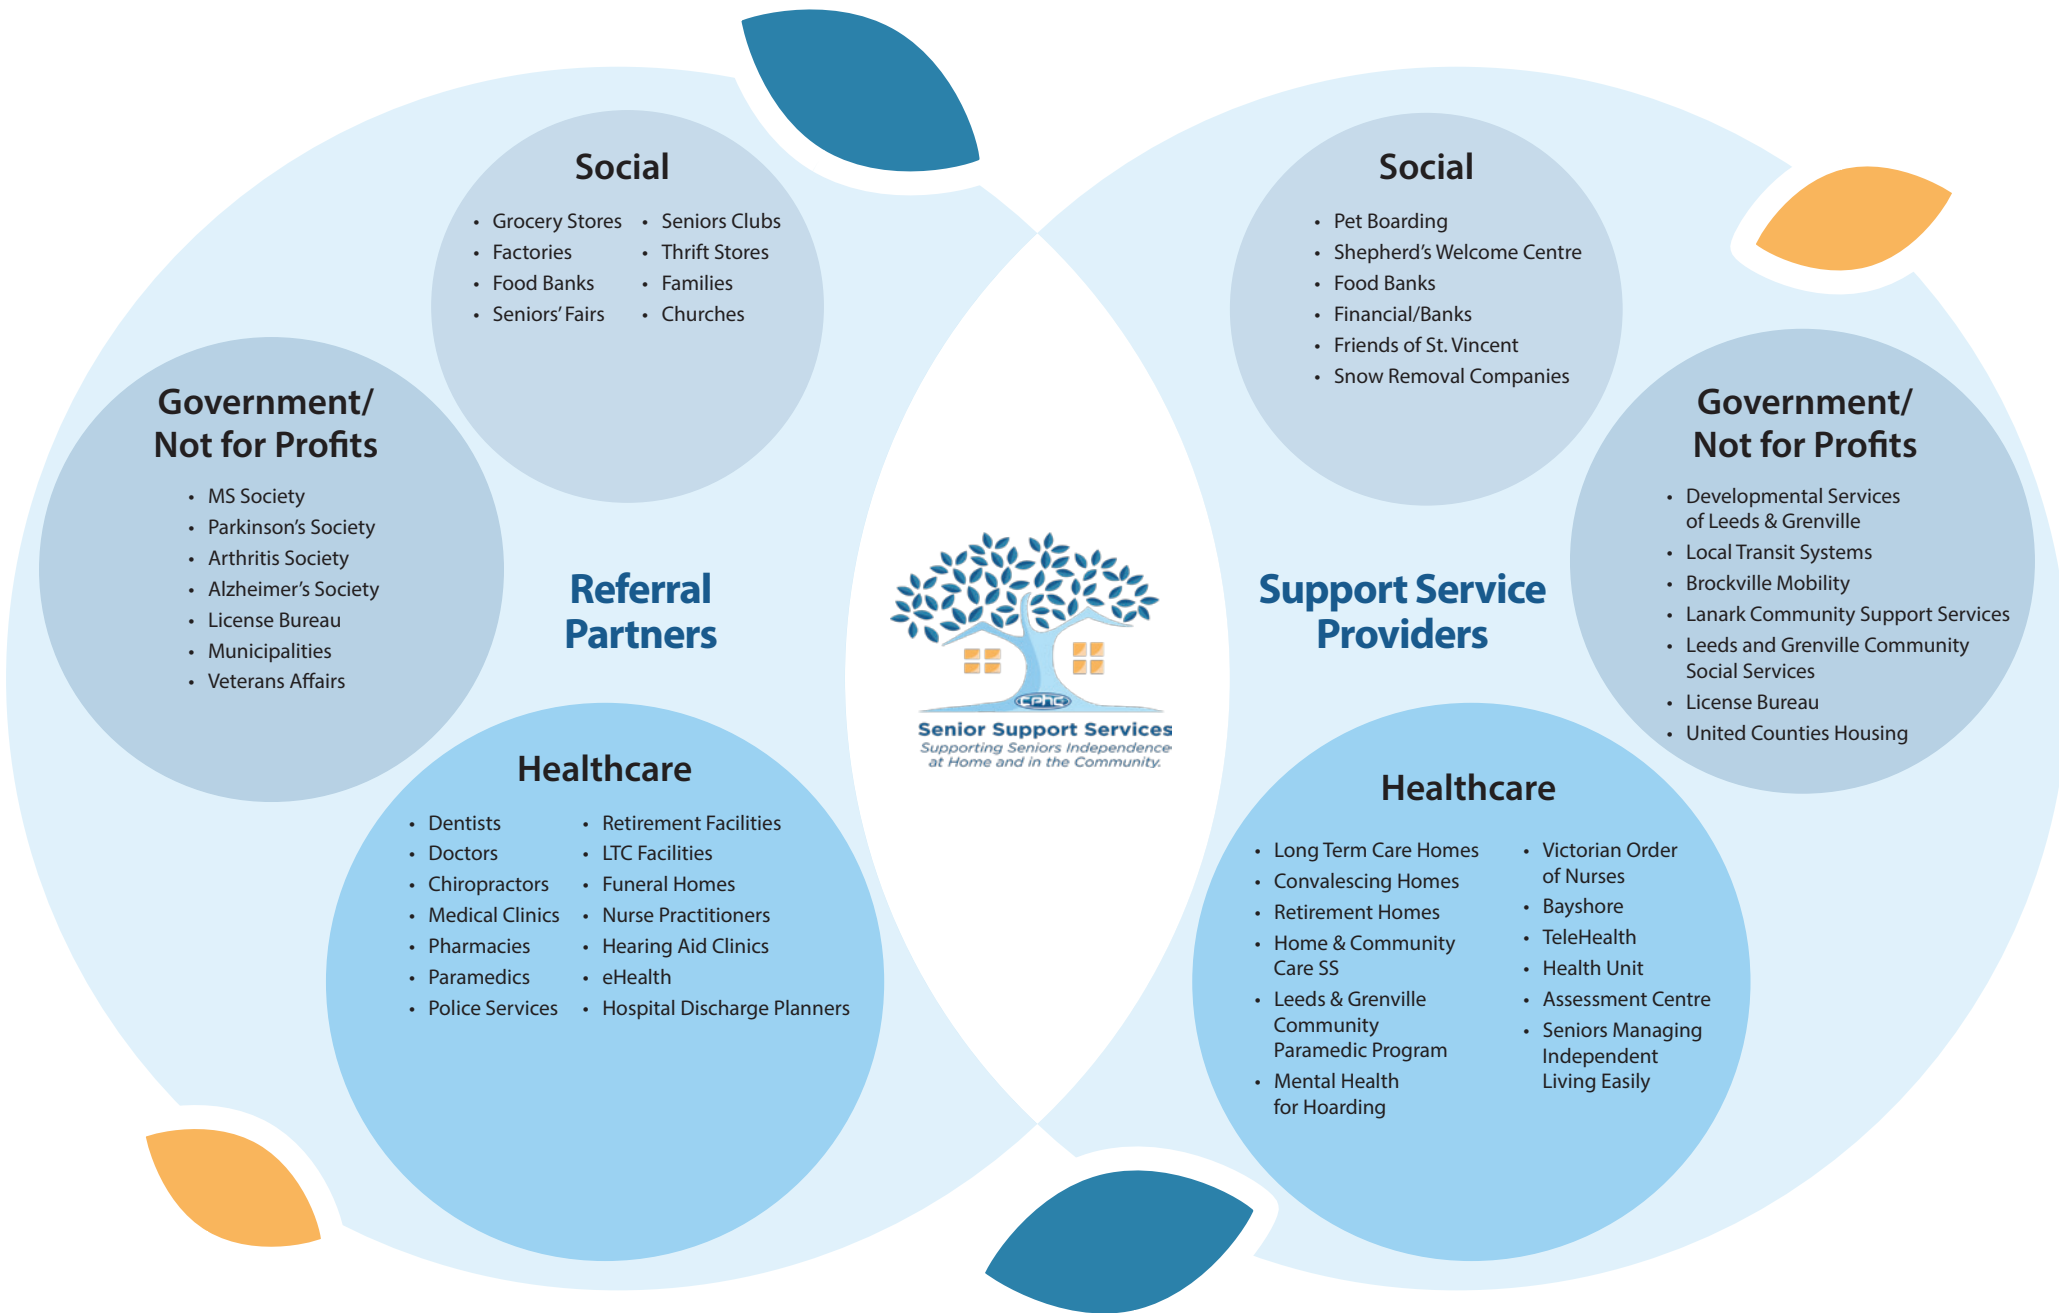 Social
• Grocery Stores
• Factories
• Food Banks
• Seniors’ Fairs
• Seniors Clubs
• Thrift Stores
• Families
• Churches
Government/
Not for Profits
• MS Society
• Parkinson’s Society
• Arthritis Society
• Alzheimer’s Society
• License Bureau
• Municipalities
• Veterans Affairs
Referral
Partners
Healthcare
• Dentists
• Doctors
• Chiropractors
• Medical Clinics
• Pharmacies
• Paramedics
• Police Services
• Retirement Facilities
• LTC Facilities
• Funeral Homes
• Nurse Practitioners
• Hearing Aid Clinics
• eHealth
• Hospital Discharge Planners
cphc
Senior Support Services
Supporting Seniors Independence
at Home and in the Community.
Social
• Pet Boarding
• Shepherd’s Welcome Centre
• Food Banks
• Financial/Banks
• Friends of St. Vincent
• Snow Removal Companies
Support Service
Providers
Government/
Not for Profits
• Developmental Services
of Leeds & Grenville
• Local Transit Systems
• Brockville Mobility
• Lanark Community Support Services
• Leeds and Grenville Community
Social Services
• License Bureau
• United Counties Housing
Healthcare
• Long Term Care Homes
• Convalescing Homes
• Retirement Homes
• Home & Community
Care SS
• Leeds & Grenville
Community
Paramedic Program
• Mental Health
for Hoarding
• Victorian Order
of Nurses
• Bayshore
• TeleHealth
• Health Unit
• Assessment Centre
• Seniors Managing
Independent
Living Easily